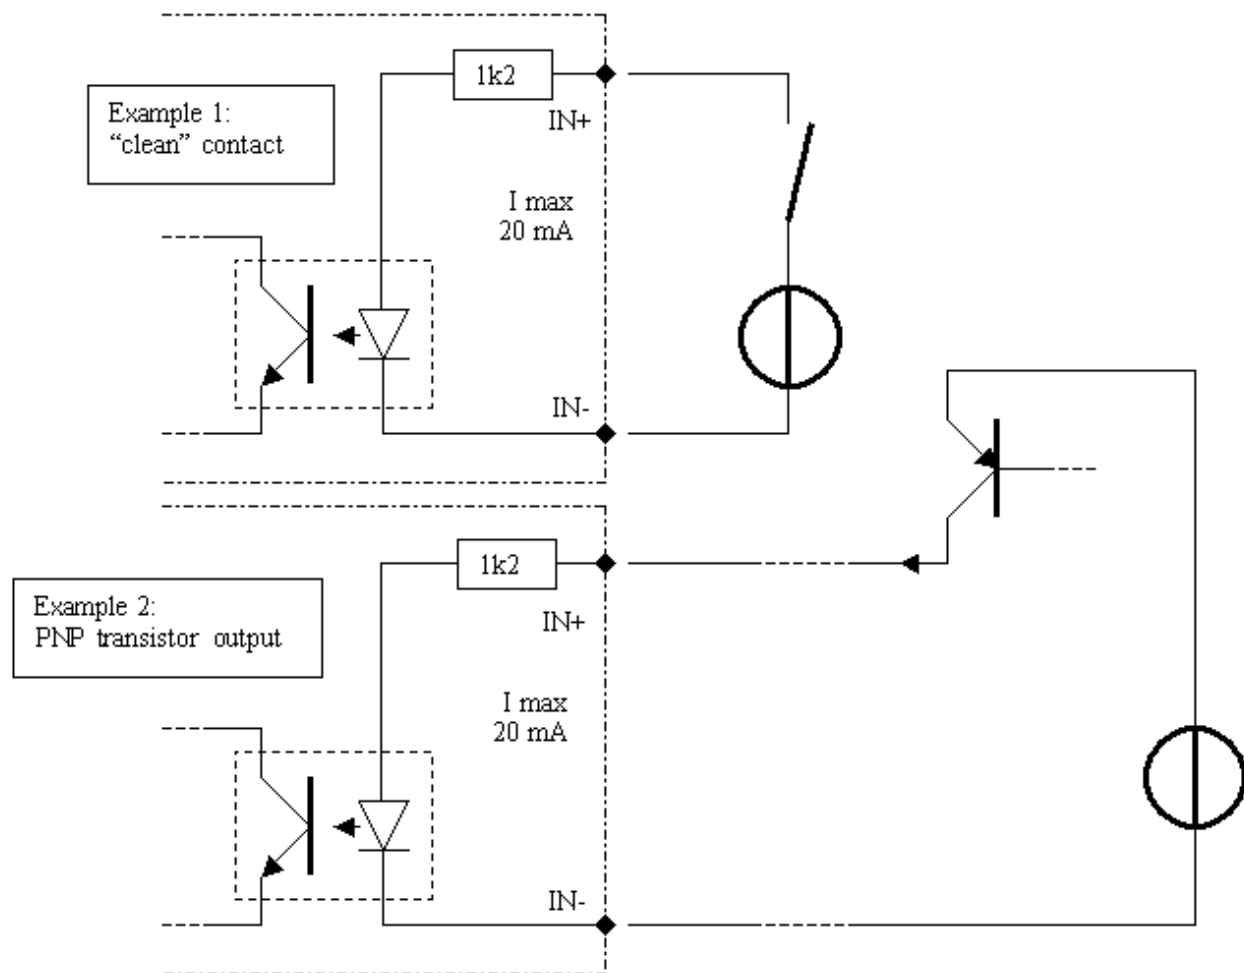 1k2
Example 1:
“clean” contact
IN+
I max
20 mA
IN-
1k2
Example 2:
PNP transistor output
IN+
I max
20 mA
IN-